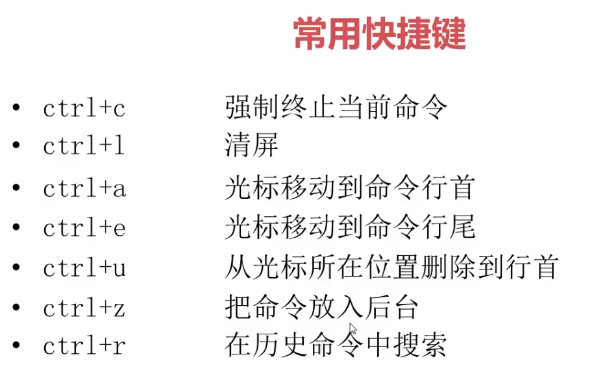 常用快捷键
• ctrl+c 强制终止当前命令
• ctrl+l 清屏
• ctrl+a 光标移动到命令行首
• ctrl+e 光标移动到命令行尾
• ctrl+u 从光标所在位置删除到行首
• ctrl+z 把命令放入后台
• ctrl+r 在历史命令中搜索